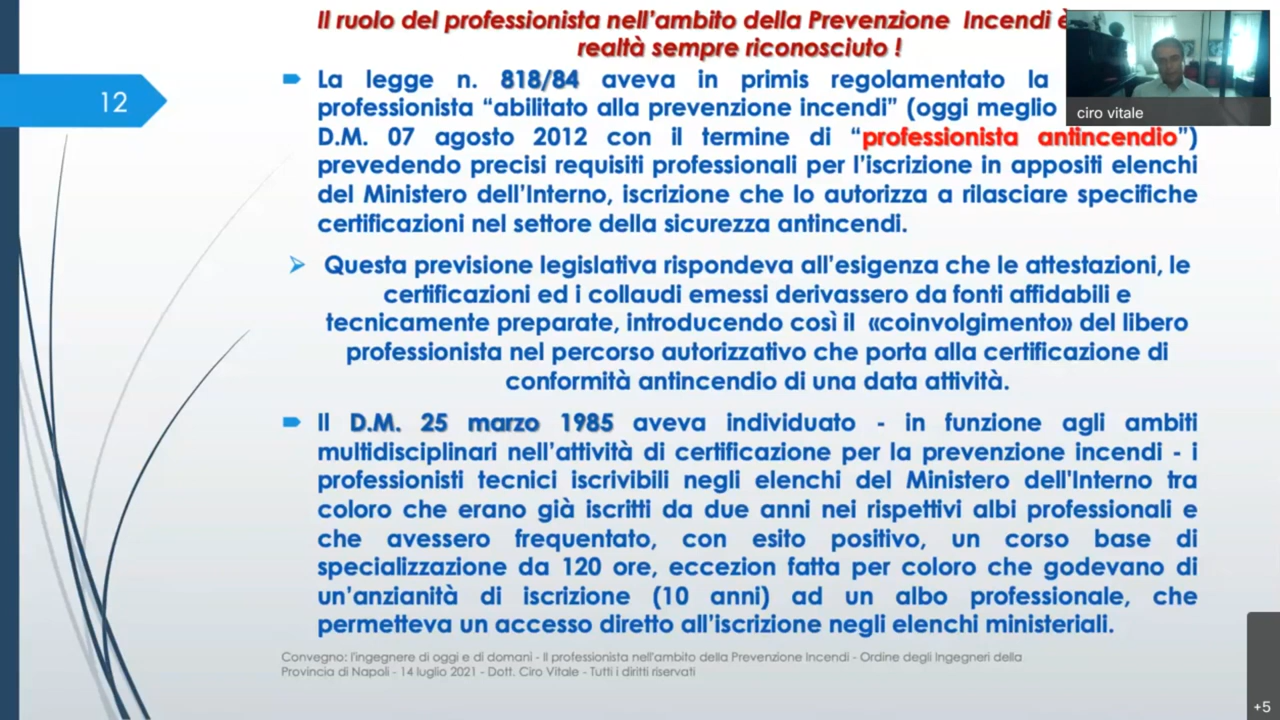 Il ruolo del professionista nell'ambito della Prevenzione Incendi è
realtà sempre riconosciuto !
12
La legge n. 818/84 aveva in primis regolamentato la
professionista “abilitato alla prevenzione incendi” (oggi meglio
D.M. 07 agosto 2012 con il termine di “professionista antincendio”)
prevedendo precisi requisiti professionali per l'iscrizione in appositi elenchi
del Ministero dell'Interno, iscrizione che lo autorizza a rilasciare specifiche
certificazioni nel settore della sicurezza antincendi.
Questa previsione legislativa rispondeva all'esigenza che le attestazioni, le
certificazioni ed i collaudi emessi derivassero da fonti affidabili e
tecnicamente preparate, introducendo così il «coinvolgimento» del libero
professionista nel percorso autorizzativo che porta alla certificazione di
conformità antincendio di una data attività.
Il D.M. 25 marzo 1985 aveva individuato - in funzione agli ambiti
multidisciplinari nell'attività di certificazione per la prevenzione incendi - i
professionisti tecnici iscrivibili negli elenchi del Ministero dell'Interno tra
coloro che erano già iscritti da due anni nei rispettivi albi professionali e
che avessero frequentato, con esito positivo, un corso base di
specializzazione da 120 ore, eccezion fatta per coloro che godevano di
un'anzianità di iscrizione (10 anni) ad un albo professionale, che
permetteva un accesso diretto all'iscrizione negli elenchi ministeriali.
Convegno: l'ingegnere di oggi e di domani - Il professionista nell'ambito della Prevenzione Incendi - Ordine degli Ingegneri della
Provincia di Napoli - 14 luglio 2021 - Dott. Ciro Vitale - Tutti i diritti riservati
ciro vitale
+5